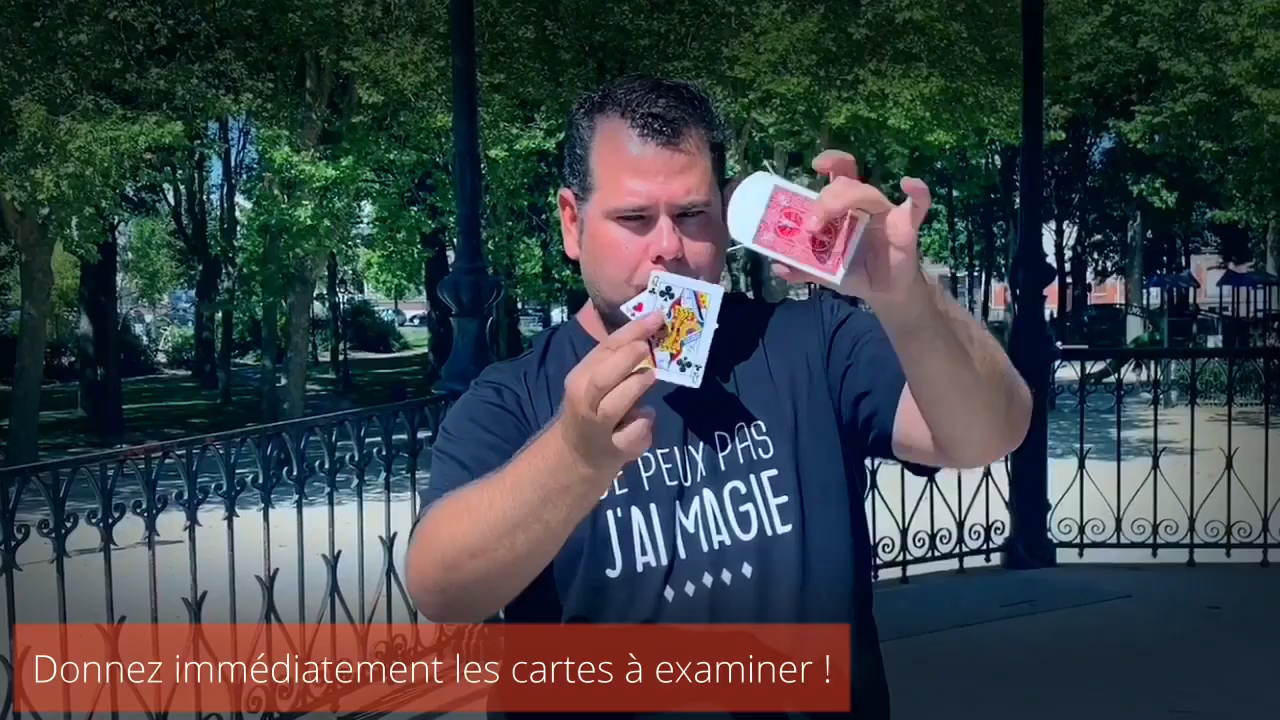 JE PEUX PAS
J'AI MAGIE
Donnez immédiatement les cartes à examiner !